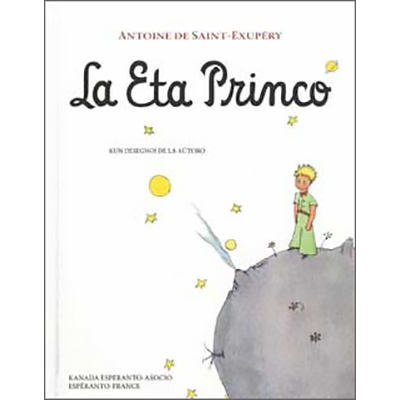 ANTOINE DE SAINT-EXUPÉRY
La Eta Princo
KUN DESEGNOJ DE LA AŬTORO
KANADA ESPERANTO-ASOCIO
ESPÉRANTO-FRANCE